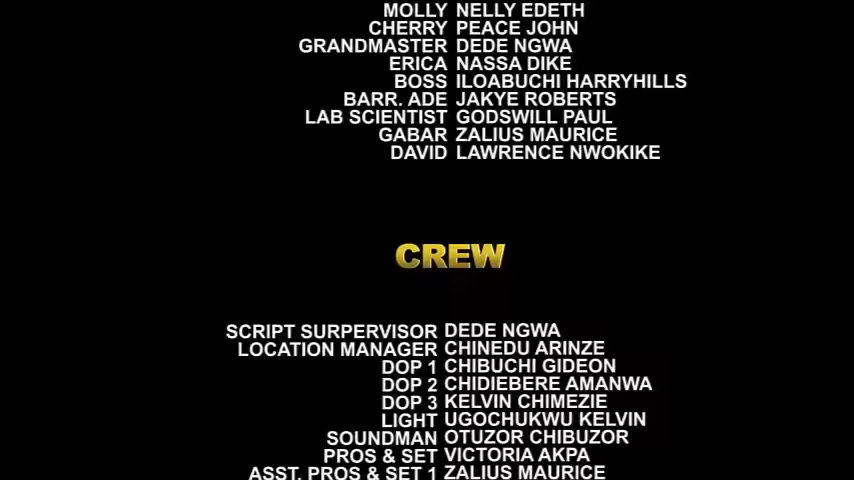 MOLLY NELLY EDETH
CHERRY PEACE JOHN
GRANDMASTER DEDE NGWA
ERICA NASSA DIKE
BOSS ILOABUCHI HARRYHILLS
BARR. ADE JAKYE ROBERTS
LAB SCIENTIST GODSWILL PAUL
GABAR ZALIUS MAURICE
DAVID LAWRENCE NWOKIKE
CREW
SCRIPT SURPERVISOR DEDE NGWA
LOCATION MANAGER CHINEDU ARINZE
DOP 1 CHIBUCHI GIDEON
DOP 2 CHIDIEBERE AMANWA
DOP 3 KELVIN CHIMEZIE
LIGHT UGOCHUKWU KELVIN
SOUNDMAN OTUZOR CHIBUZOR
PROS & SET VICTORIA AKPA
ASST. PROS & SET 1 ZALIUS MAURICE